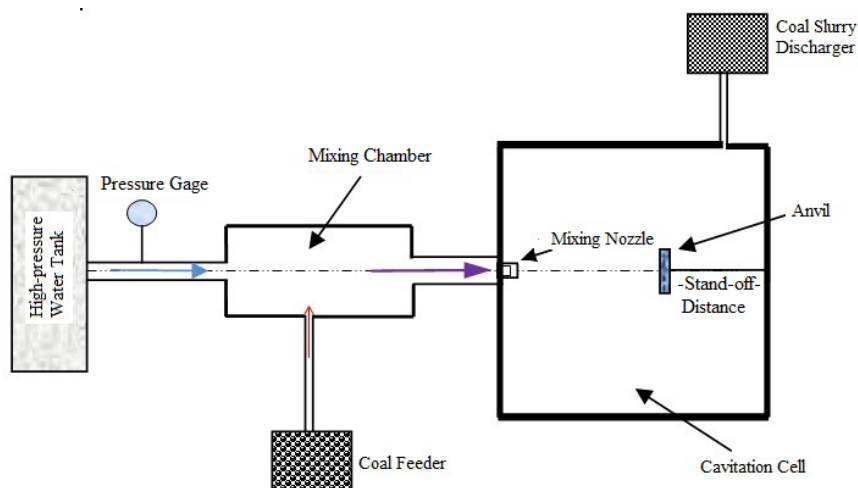 Coal Slurry
Discharger
Mixing Chamber
Pressure Gage
Anvil
Mixing Nozzle
High-pressure
Water Tank
-Stand-off-
Distance
Coal Feeder
Cavitation Cell